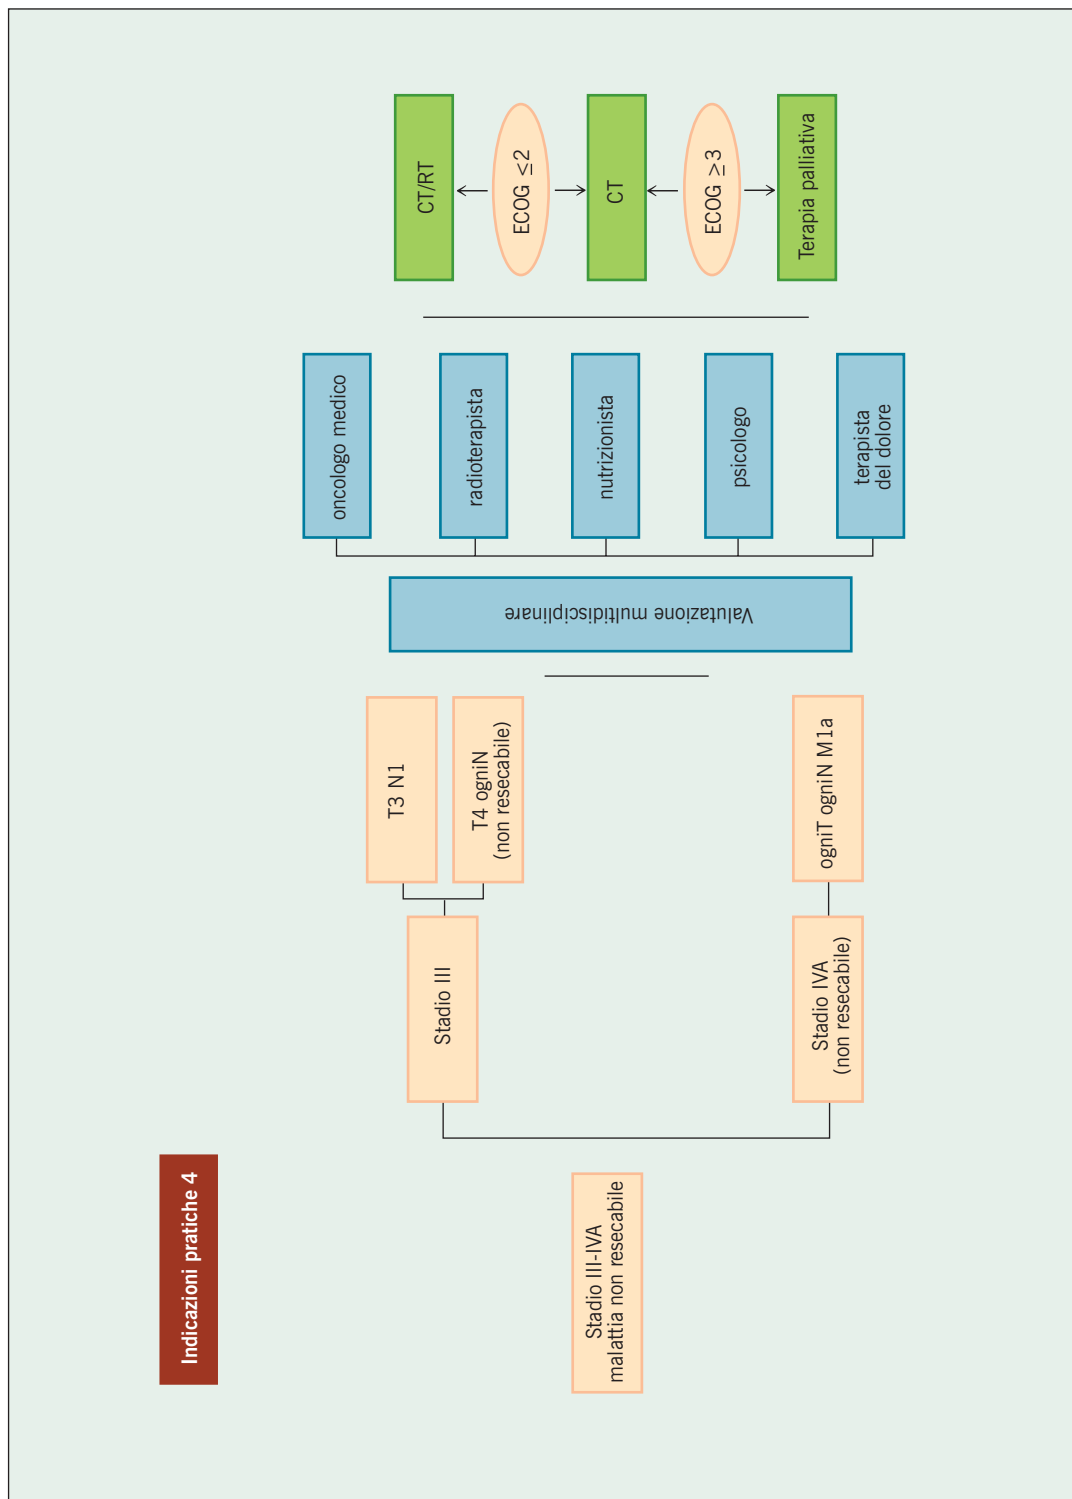 Indicazioni pratiche 4
Stadio III-IVA
malattia non resecabile
Stadio III
Stadio IVA
(non resecabile)
T3 N1
T4 ogniN
(non resecabile)
ogniT ogniN M1a
Valutazione multidisciplinare
oncologo medico
radioterapista
nutrizionista
psicologo
terapista
del dolore
CT/RT
ECOG ≤2
CT
ECOG ≥3
Terapia palliativa